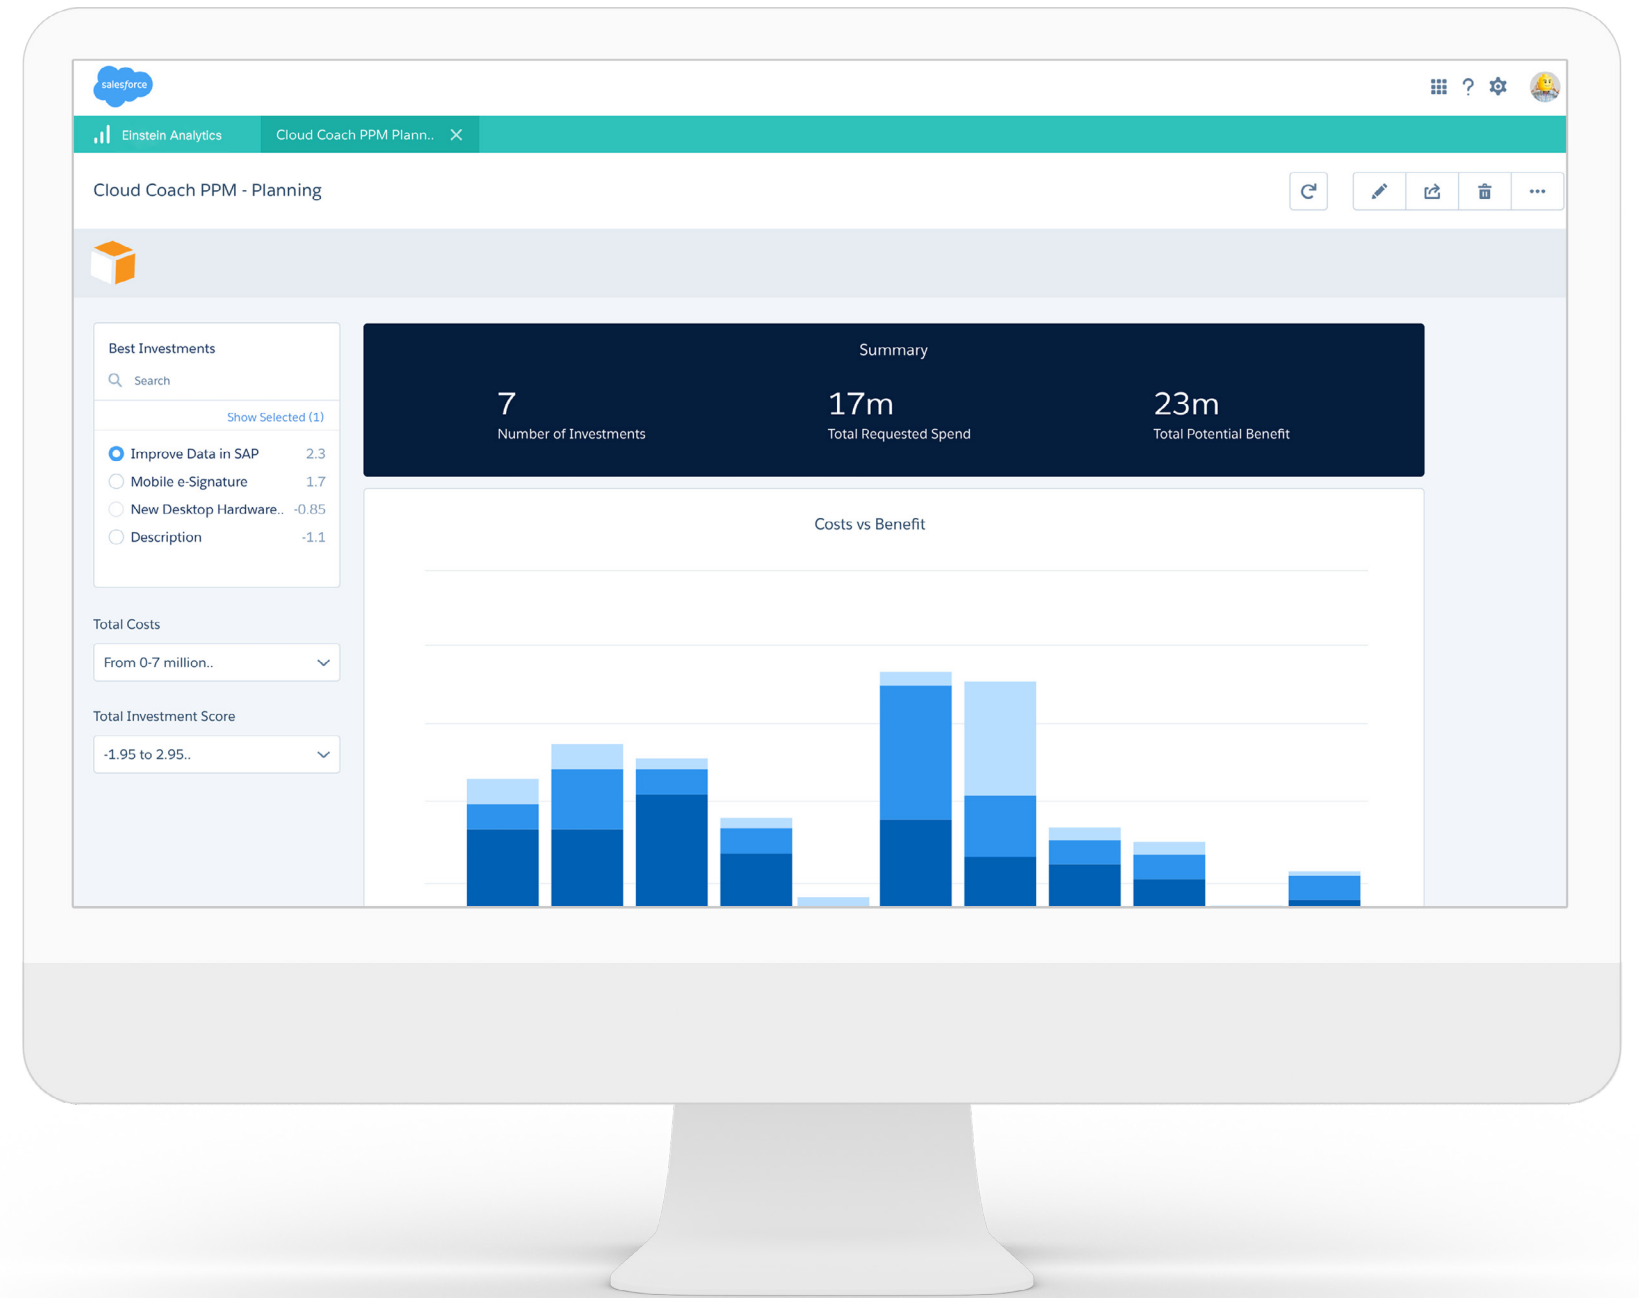 salesforce
?
Einstein Analytics
Cloud Coach PPM Plann..
Cloud Coach PPM - Planning
Best Investments
Search
Show Selected (1)
Improve Data in SAP 2.3
Mobile e-Signature 1.7
New Desktop Hardware.. -0.85
Description -1.1
Total Costs
From 0-7 million..
Total Investment Score
-1.95 to 2.95..
Summary
7 17m 23m
Number of Investments Total Requested Spend Total Potential Benefit
Costs vs Benefit